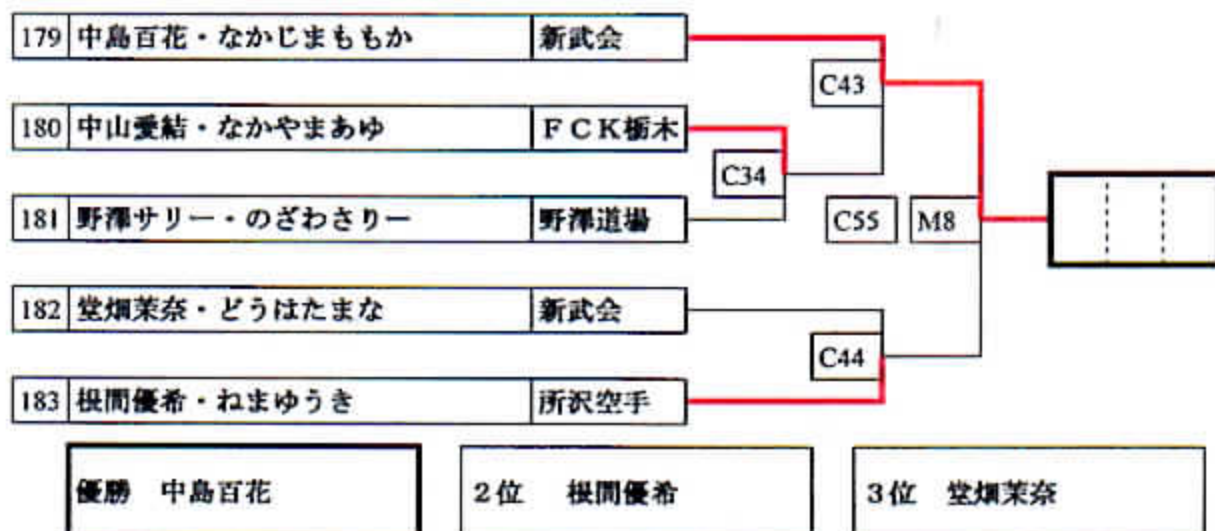 179 中島百花・なかじまももか 新武会
C43
180 中山愛結・なかやまあゆ ＦＣＫ栃木
C34
181 野澤サリー・のざわさりー 野澤道場
C55 M8
182 堂畑茉奈・どうはたまな 新武会
C44
183 根間優希・ねまゆうき 所沢空手
優勝 中島百花
2位 根間優希
3位 堂畑茉奈